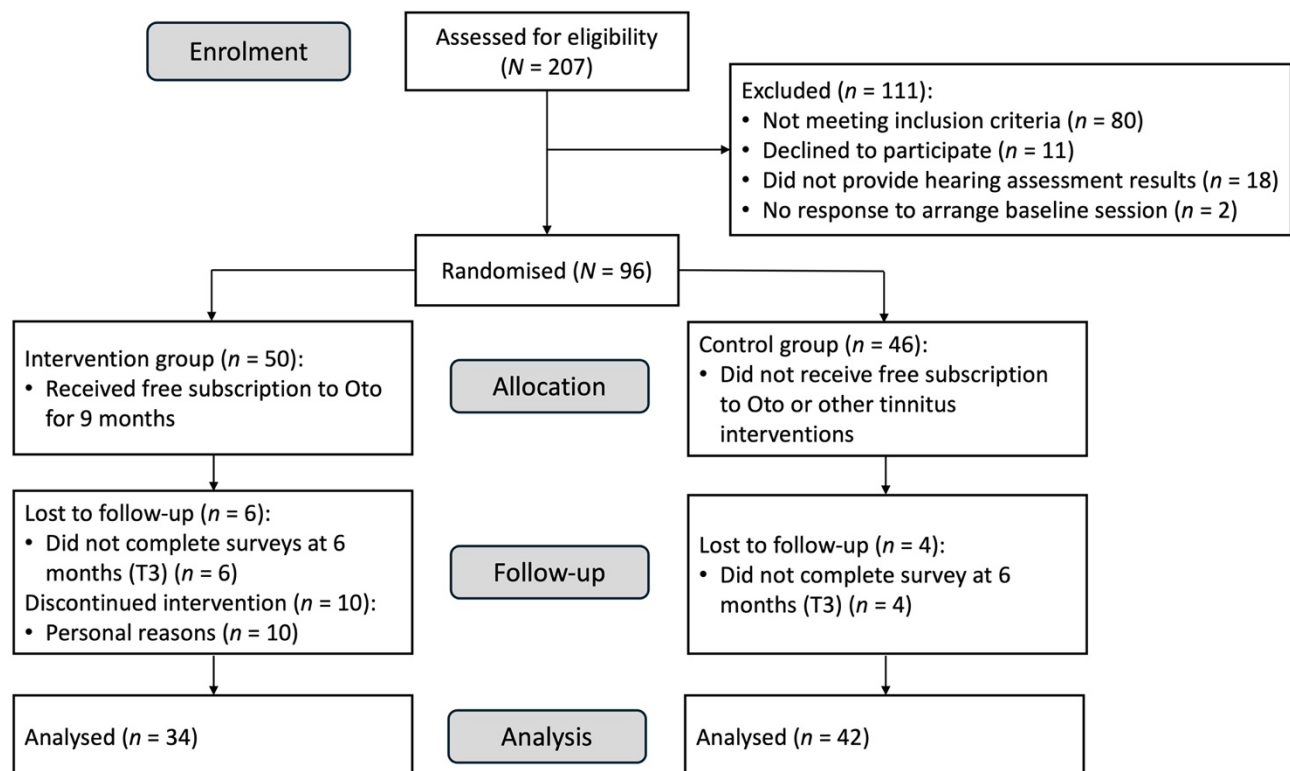 Enrolment
Assessed for eligibility
(N = 207)
Excluded (n = 111):
• Not meeting inclusion criteria (n = 80)
• Declined to participate (n = 11)
• Did not provide hearing assessment results (n = 18)
• No response to arrange baseline session (n = 2)
Randomised (N = 96)
Intervention group (n = 50):
• Received free subscription to Oto
for 9 months
Allocation
Control group (n = 46):
• Did not receive free subscription
to Oto or other tinnitus
interventions
Lost to follow-up (n = 6):
• Did not complete surveys at 6
months (T3) (n = 6)
Discontinued intervention (n = 10):
• Personal reasons (n = 10)
Follow-up
Lost to follow-up (n = 4):
• Did not complete survey at 6
months (T3) (n = 4)
Analysed (n = 34)
Analysis
Analysed (n = 42)